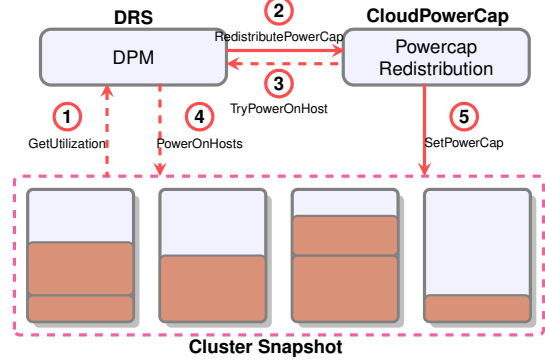 DRS
CloudPowerCap
2
RedistributePowerCap
DPM
Powercap
Redistribution
3
TryPowerOnHost
1
GetUtilization
4
PowerOnHosts
5
SetPowerCap
Cluster Snapshot